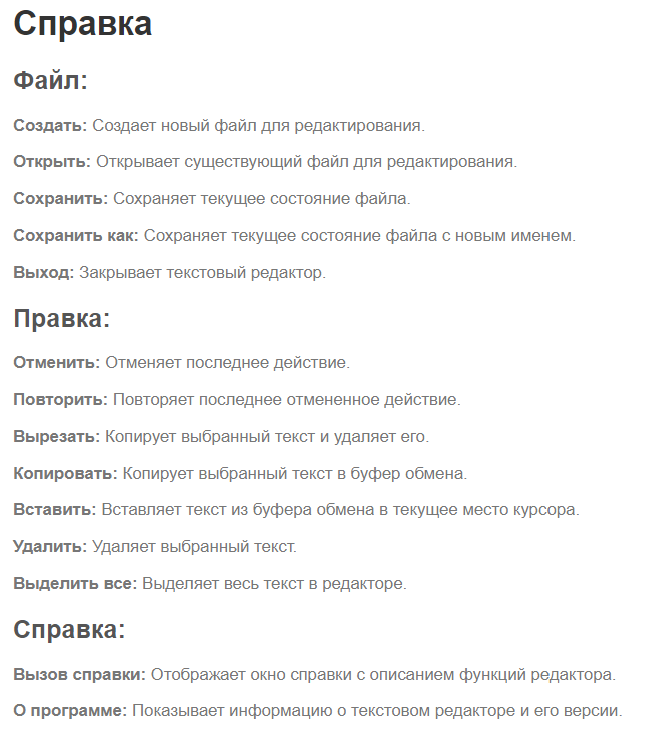 Справка
Файл:
Создать: Создает новый файл для редактирования.
Открыть: Открывает существующий файл для редактирования.
Сохранить: Сохраняет текущее состояние файла.
Сохранить как: Сохраняет текущее состояние файла с новым именем.
Выход: Закрывает текстовый редактор.
Правка:
Отменить: Отменяет последнее действие.
Повторить: Повторяет последнее отмененное действие.
Вырезать: Копирует выбранный текст и удаляет его.
Копировать: Копирует выбранный текст в буфер обмена.
Вставить: Вставляет текст из буфера обмена в текущее место курсора.
Удалить: Удаляет выбранный текст.
Выделить все: Выделяет весь текст в редакторе.
Справка:
Вызов справки: Отображает окно справки с описанием функций редактора.
О программе: Показывает информацию о текстовом редакторе и его версии.